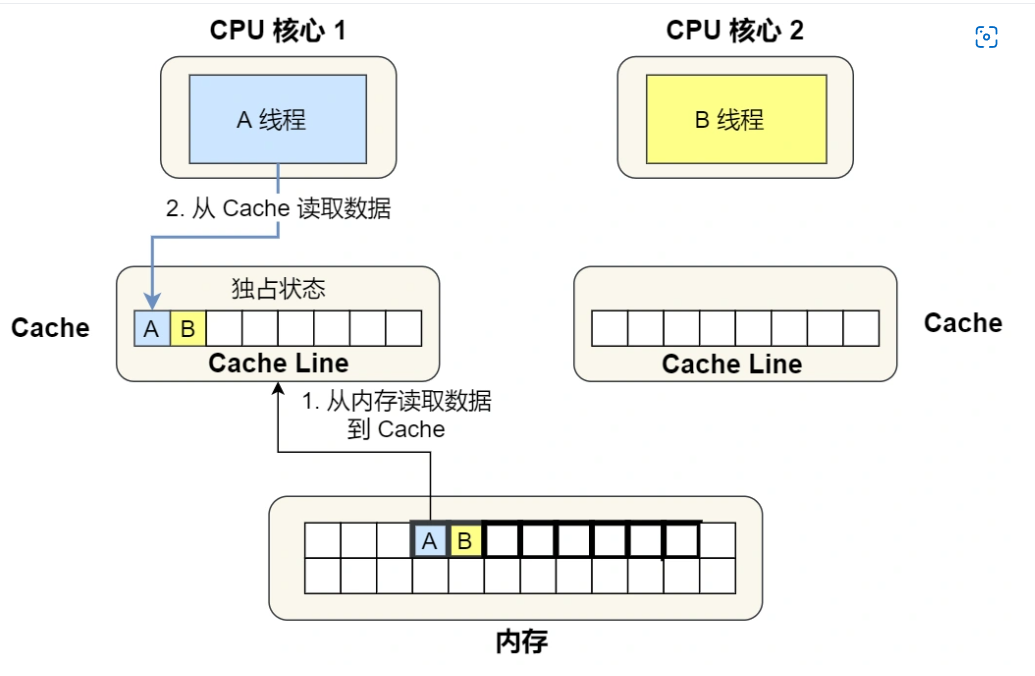 CPU 核心 1
CPU 核心 2
A 线程
B 线程
2. 从 Cache 读取数据
独占状态
Cache
A B
Cache Line
Cache Line
Cache
1. 从内存读取数据
到 Cache
A B
内存